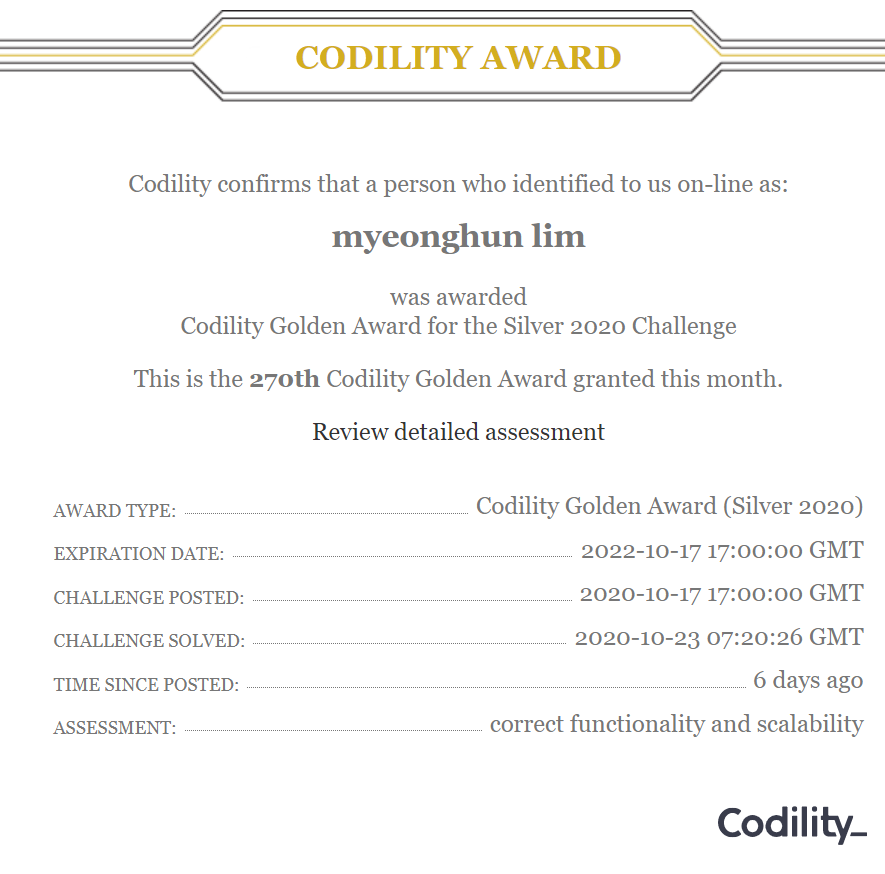 CODILITY AWARD
Codility confirms that a person who identified to us on-line as:
myeonghun lim
was awarded
Codility Golden Award for the Silver 2020 Challenge
This is the 270th Codility Golden Award granted this month.
Review detailed assessment
AWARD TYPE: Codility Golden Award (Silver 2020)
EXPIRATION DATE: 2022-10-17 17:00:00 GMT
CHALLENGE POSTED: 2020-10-17 17:00:00 GMT
CHALLENGE SOLVED: 2020-10-23 07:20:26 GMT
TIME SINCE POSTED: 6 days ago
ASSESSMENT: correct functionality and scalability
Codility_